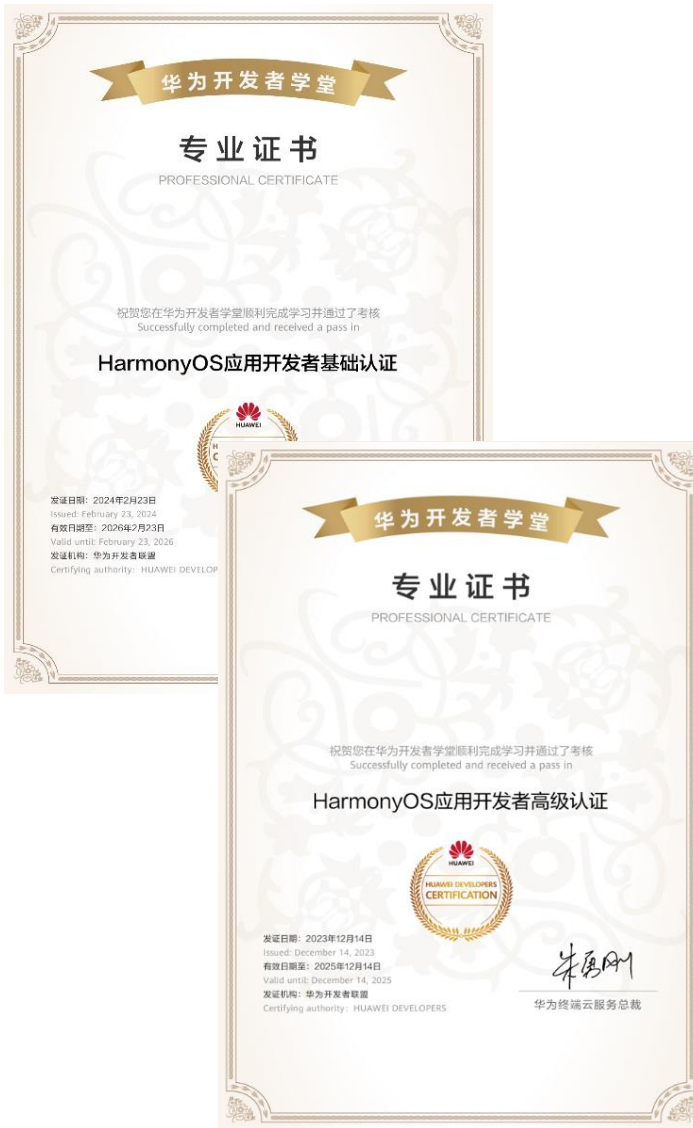 华为开发者学堂
专业证书
PROFESSIONAL CERTIFICATE
祝贺您在华为开发者学堂顺利完成学习并通过了考核
Successfully completed and received a pass in
HarmonyOS应用开发者基础认证
HUAWEI
发证日期：2024年2月23日
Issued: February 23, 2024
有效日期至：2026年2月23日
Valid until: February 23, 2026
发证机构：华为开发者联盟
Certifying authority: HUAWEI DEVELOP
华为开发者学堂
专业证书
PROFESSIONAL CERTIFICATE
祝贺您在华为开发者学堂顺利完成学习并通过了考核
Successfully completed and received a pass in
HarmonyOS应用开发者高级认证
HUAWEI
HUAWEI DEVELOPERS
CERTIFICATION
发证日期：2023年12月14日
Issued: December 14, 2023
有效日期至：2025年12月14日
Valid until: December 14, 2025
发证机构：华为开发者联盟
Certifying authority: HUAWEI DEVELOPERS
朱勇刚
华为终端云服务总裁